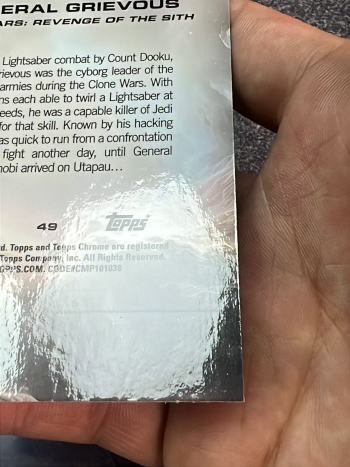 ERAL GRIEVOUS
ARS: REVENGE OF THE SITH
Lightsaber combat by Count Dooku,
rievous was the cyborg leader of the
armies during the Clone Wars. With
ns each able to twirl a Lightsaber at
eeds, he was a capable killer of Jedi
for that skill. Known by his hacking
as quick to run from a confrontation
fight another day, until General
nobi arrived on Utapau...
49 topps
d. Topps and Topps Chrome are registered
Topps Company, Inc. All Rights Reserved.
OPPS.COM. CODE#CMP101038